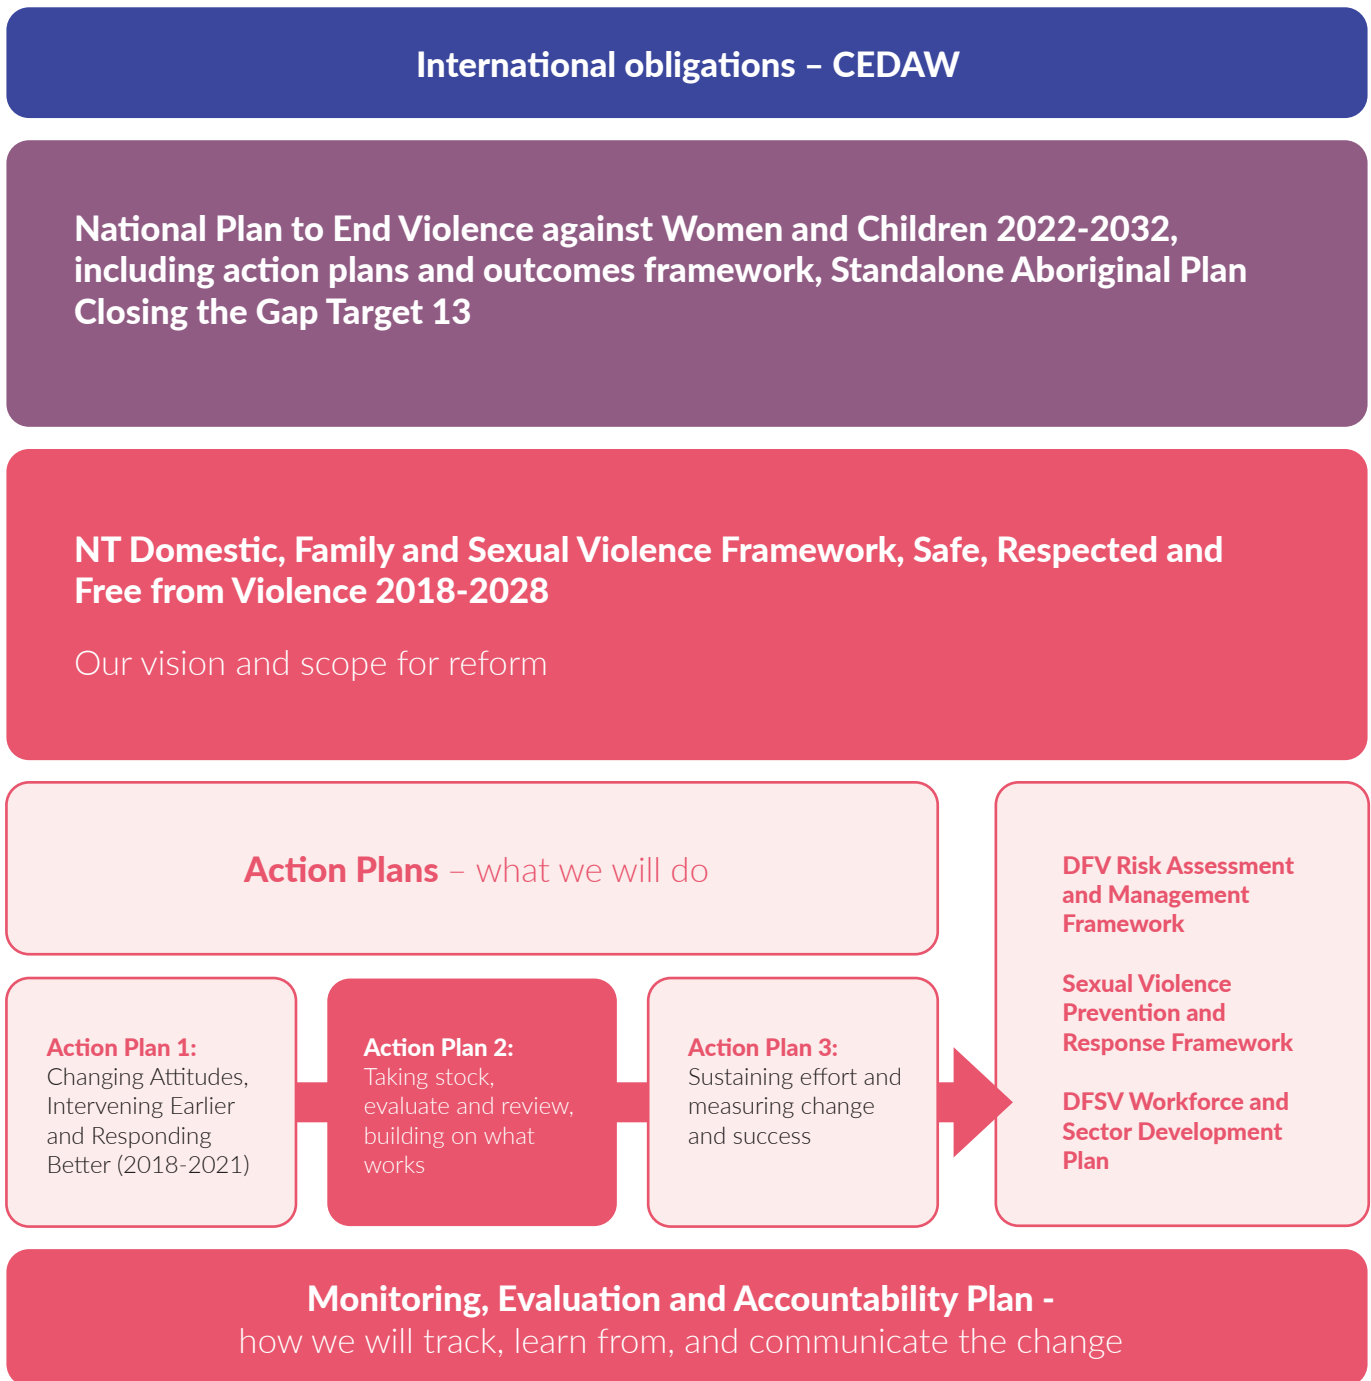 International obligations – CEDAW
National Plan to End Violence against Women and Children 2022-2032,
including action plans and outcomes framework, Standalone Aboriginal Plan
Closing the Gap Target 13
NT Domestic, Family and Sexual Violence Framework, Safe, Respected and
Free from Violence 2018-2028
Our vision and scope for reform
Action Plans – what we will do
Action Plan 1:
Changing Attitudes,
Intervening Earlier
and Responding
Better (2018-2021)
Action Plan 2:
Taking stock,
evaluate and review,
building on what
works
Action Plan 3:
Sustaining effort and
measuring change
and success
DFV Risk Assessment
and Management
Framework
Sexual Violence
Prevention and
Response Framework
DFSV Workforce and
Sector Development
Plan
Monitoring, Evaluation and Accountability Plan -
how we will track, learn from, and communicate the change